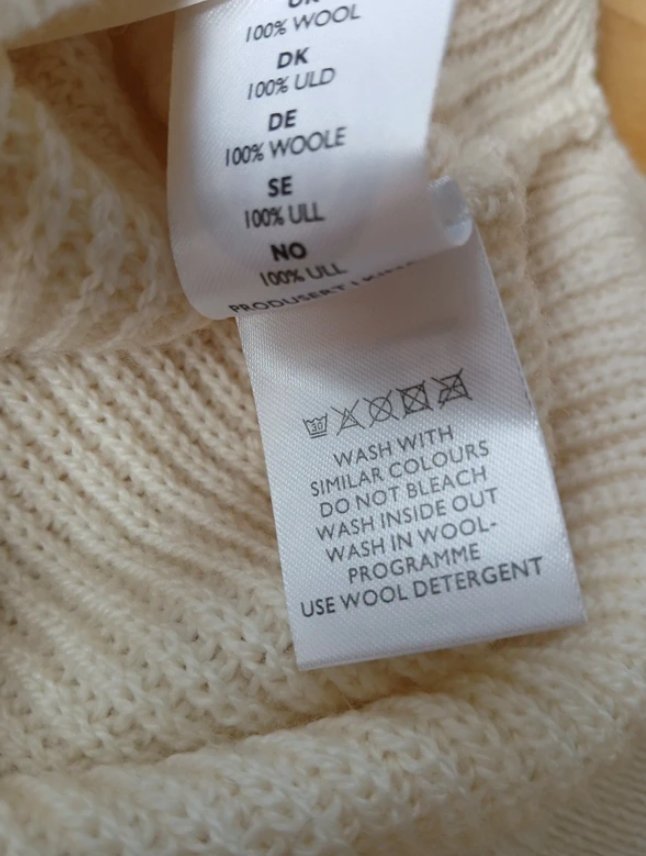 100% WOOL
DK
100% ULD
DE
100% WOOLE
SE
100% ULL
NO
100% ULL
PRODUSERT I
30
WASH WITH
SIMILAR COLOURS
DO NOT BLEACH
WASH INSIDE OUT
WASH IN WOOL-
PROGRAMME
USE WOOL DETERGENT